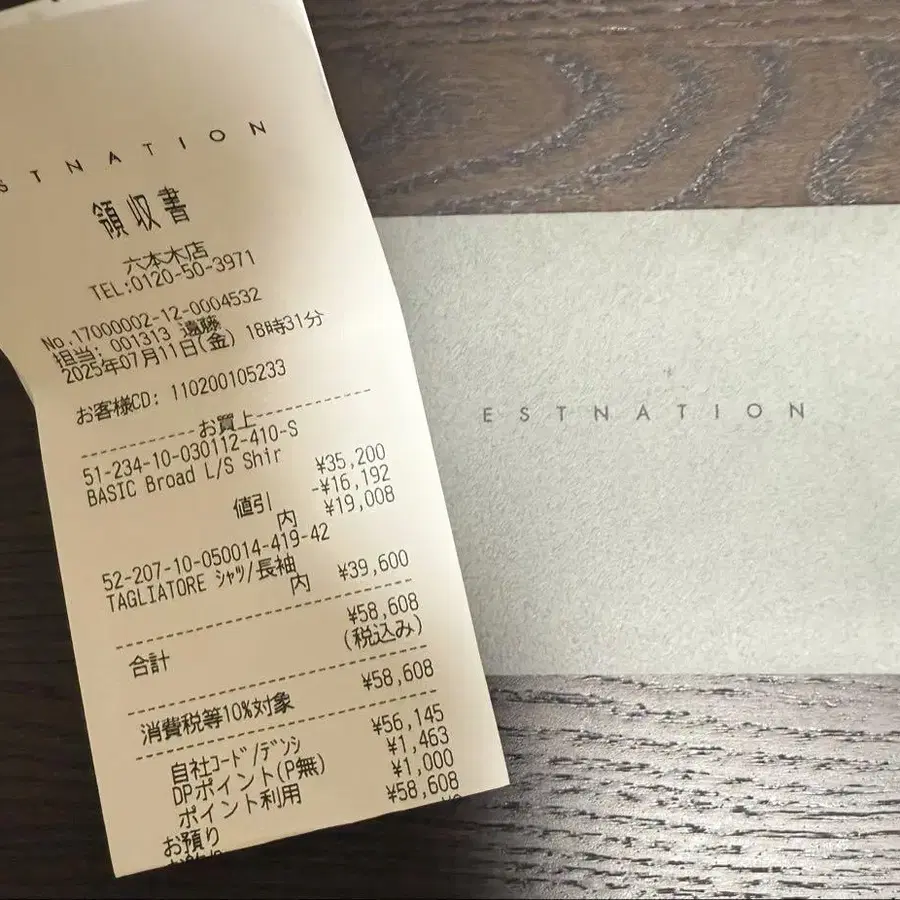 STNATION
領収書
六本木店
TEL:0120-50-3971
No.17000002-12-0004532
担当: 001313 遠藤
2025年07月11日(金) 18時31分
お客様CD: 110200105233
お買上
51-234-10-030112-410-S
BASIC Broad L/S Shir ¥35,200
値引 -¥16,192
内 ¥19,008
52-207-10-050014-419-42
TAGLIATORE シャツ/長袖
内 ¥39,600
合計 ¥58,608
(税込み)
消費税等10%対象 ¥58,608
自社コード/デンシ ¥56,145
DPポイント(P無) ¥1,463
ポイント利用 ¥1,000
お預り ¥58,608
ESTNATION